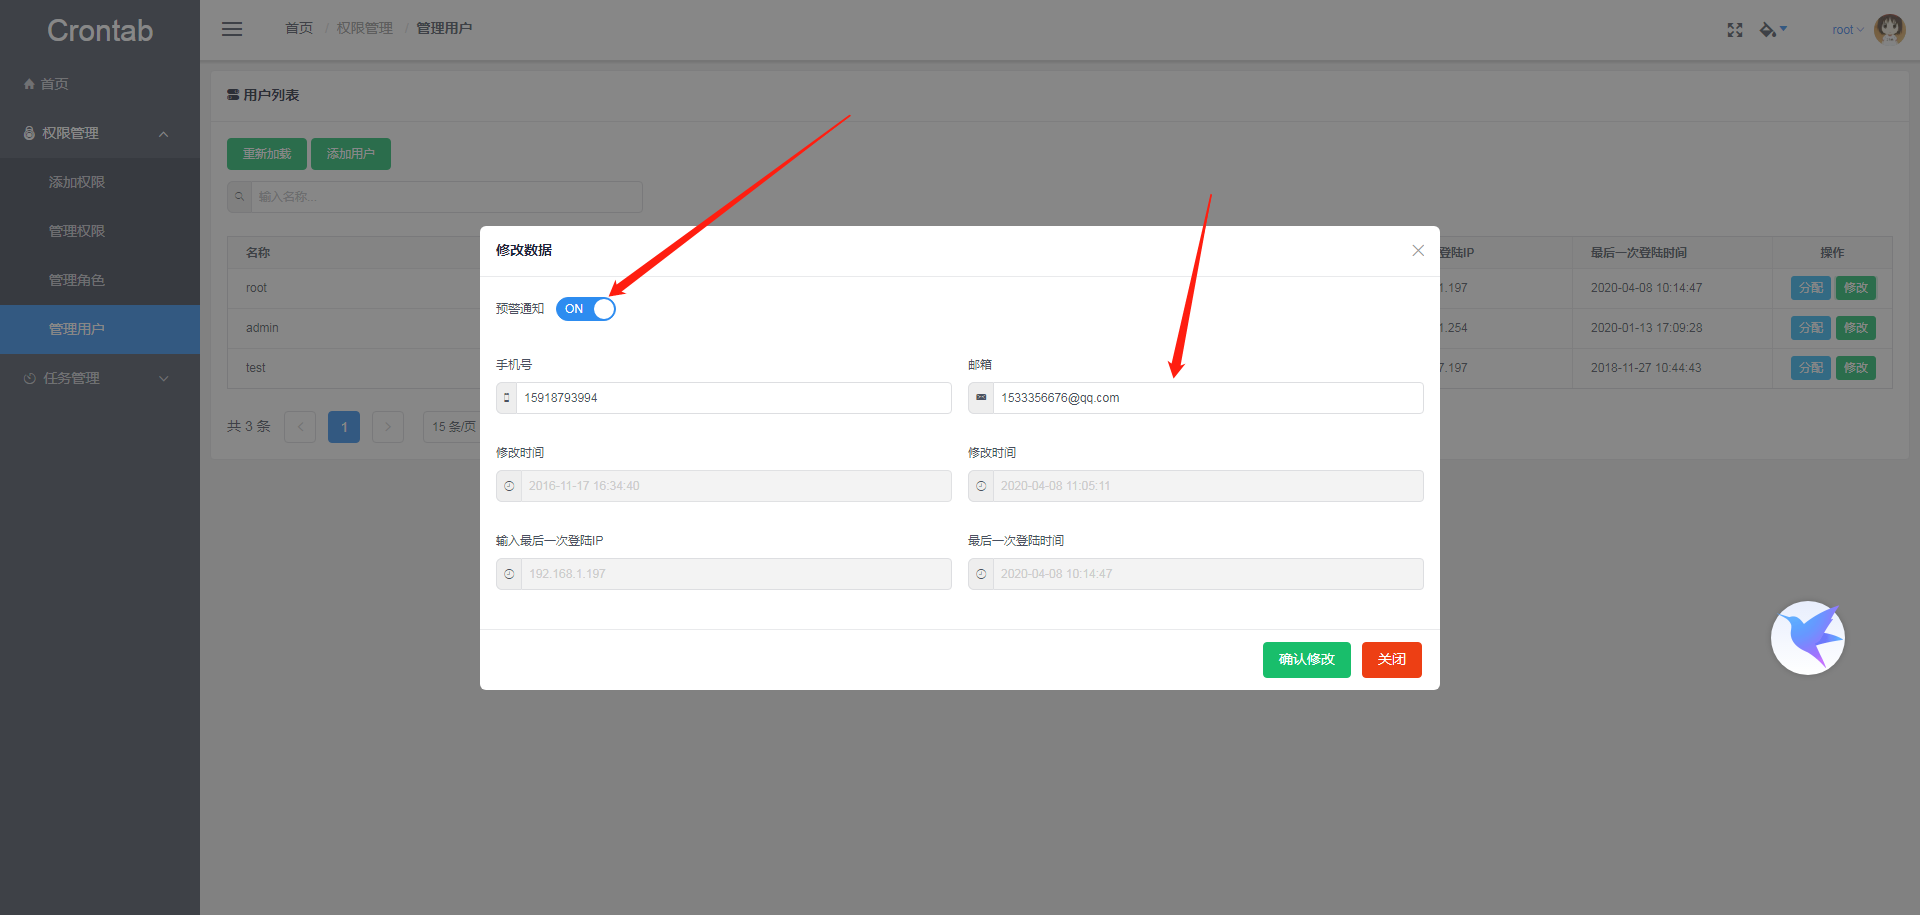 Crontab
首页 / 权限管理 / 管理用户
root
首页
权限管理
添加权限
管理权限
管理角色
管理用户
任务管理
用户列表
重新加载 添加用户
输入名称...
名称 登陆IP 最后一次登陆时间 操作
root 1.197 2020-04-08 10:14:47 分配 修改
admin 1.254 2020-01-13 17:09:28 分配 修改
test 7.197 2018-11-27 10:44:43 分配 修改
共 3 条 1 15 条/页
修改数据
预警通知 ON
手机号 邮箱
15918793994 1533356676@qq.com
修改时间 修改时间
2016-11-17 16:34:40 2020-04-08 11:05:11
输入最后一次登陆IP 最后一次登陆时间
192.168.1.197 2020-04-08 10:14:47
确认修改 关闭